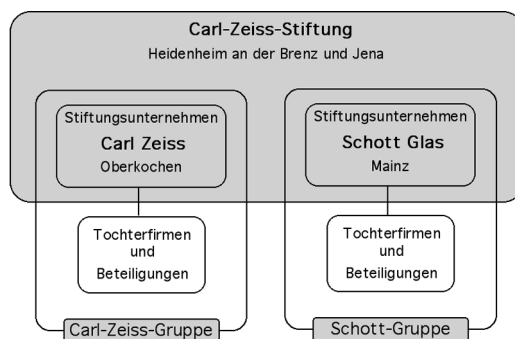 Carl-Zeiss-Stiftung
Heidenheim an der Brenz und Jena
Stiftungsunternehmen
Carl Zeiss
Oberkochen
Tochterfirmen
und
Beteiligungen
Carl-Zeiss-Gruppe
Stiftungsunternehmen
Schott Glas
Mainz
Tochterfirmen
und
Beteiligungen
Schott-Gruppe